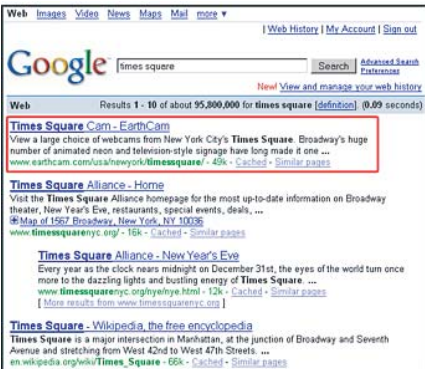 Web Images Video News Maps Mail more ▼
| Web History | My Account | Sign out
Google
times square
Search
Advanced Search
Preferences
New! View and manage your web history
Web Results 1 - 10 of about 95,800,000 for times square [definition]. (0.09 seconds)
Times Square Cam - EarthCam
View a large choice of webcams from New York City's Times Square. Broadway's huge
number of animated neon and television-style signage have long made it one ...
www.earthcam.com/usa/newyork/timessquare/ - 49k - Cached - Similar pages
Times Square Alliance - Home
Visit the Times Square Alliance homepage for the most up-to-date information on Broadway
theater, New Year's Eve, restaurants, special events, deals, ...
Map of 1567 Broadway, New York, NY 10036
www.timessquarenyc.org/ - 16k - Cached - Similar pages
Times Square Alliance - New Year's Eve
Every year as the clock nears midnight on December 31st, the eyes of the world turn once
more to the dazzling lights and bustling energy of Times Square. ...
www.timessquarenyc.org/nye/nye.html - 12k - Cached - Similar pages
[ More results from www.timessquarenyc.org ]
Times Square - Wikipedia, the free encyclopedia
Times Square is a major intersection in Manhattan, at the junction of Broadway and Seventh
Avenue and stretching from West 42nd to West 47th Streets. ...
en.wikipedia.org/wiki/Times_Square - 66k - Cached - Similar pages